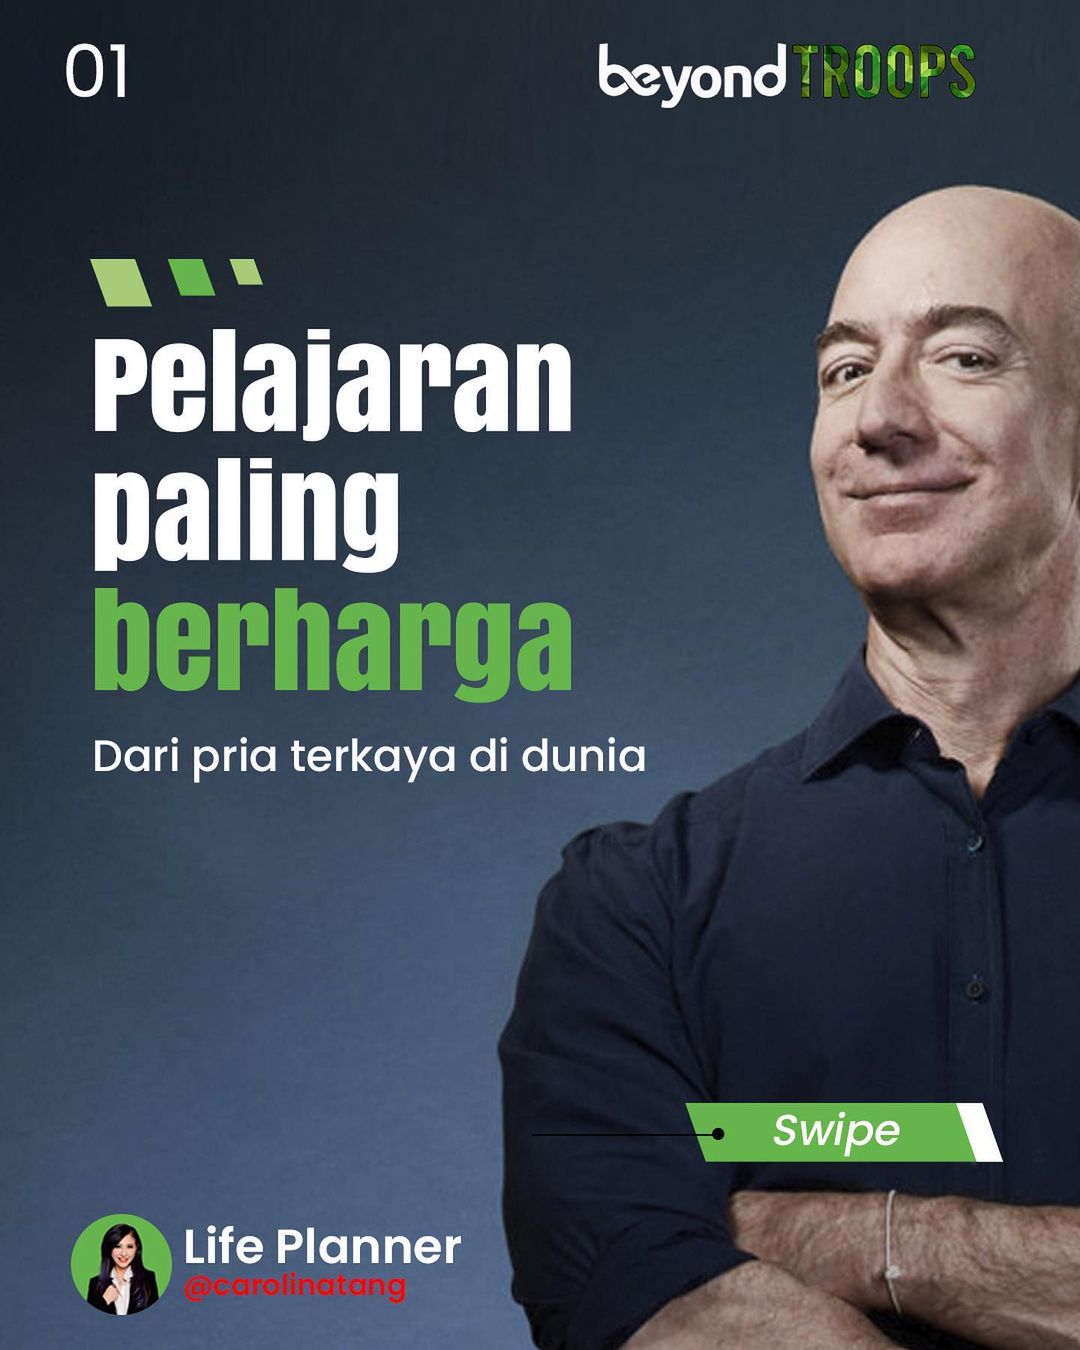 01
beyond TROOPS
Pelajaran
paling
berharga
Dari pria terkaya di dunia
Swipe
Life Planner
@carolinatang